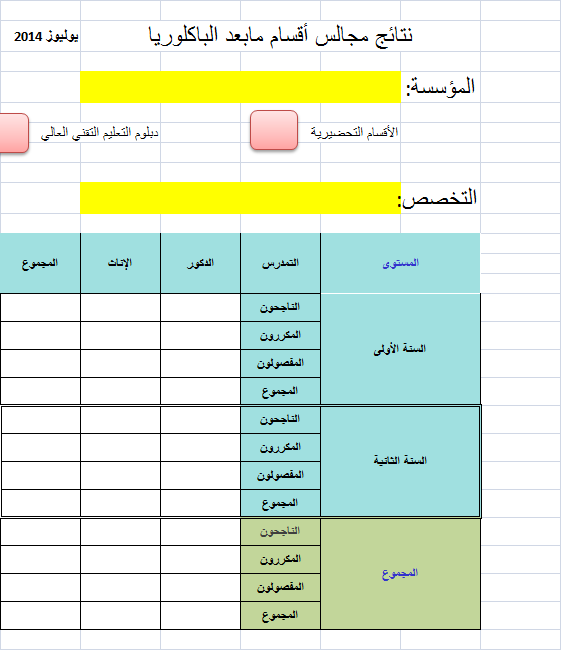 نتائج مجالس أقسام مابعد الباكلوريا يوليوز 2014
المؤسسة:
الأقسام التحضيرية دبلوم التعليم التقني العالي
التخصص:
المستوى التمدرس الدكور الإناث المجموع
الناجحون
المكررون
السنة الأولى
المفصولون
المجموع
الناجحون
المكررون
السنة الثانية
المفصولون
المجموع
الناجحون
المكررون
المجموع
المفصولون
المجموع